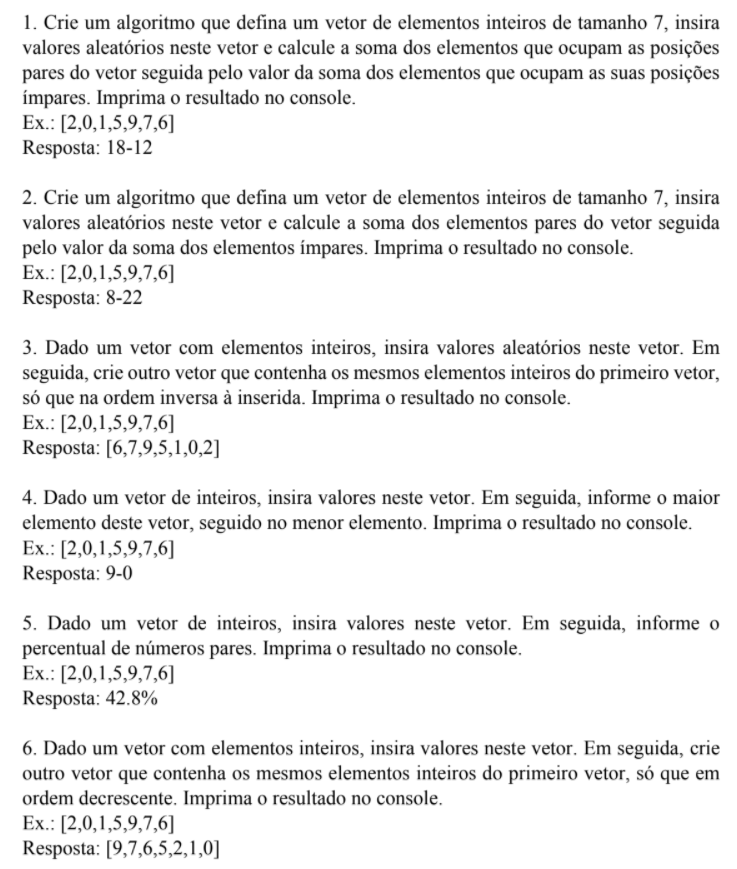 1. Crie um algoritmo que defina um vetor de elementos inteiros de tamanho 7, insira
valores aleatórios neste vetor e calcule a soma dos elementos que ocupam as posições
pares do vetor seguida pelo valor da soma dos elementos que ocupam as suas posições
ímpares. Imprima o resultado no console.
Ex.: [2,0,1,5,9,7,6]
Resposta: 18-12
2. Crie um algoritmo que defina um vetor de elementos inteiros de tamanho 7, insira
valores aleatórios neste vetor e calcule a soma dos elementos pares do vetor seguida
pelo valor da soma dos elementos ímpares. Imprima o resultado no console.
Ex.: [2,0,1,5,9,7,6]
Resposta: 8-22
3. Dado um vetor com elementos inteiros, insira valores aleatórios neste vetor. Em
seguida, crie outro vetor que contenha os mesmos elementos inteiros do primeiro vetor,
só que na ordem inversa à inserida. Imprima o resultado no console.
Ex.: [2,0,1,5,9,7,6]
Resposta: [6,7,9,5,1,0,2]
4. Dado um vetor de inteiros, insira valores neste vetor. Em seguida, informe o maior
elemento deste vetor, seguido no menor elemento. Imprima o resultado no console.
Ex.: [2,0,1,5,9,7,6]
Resposta: 9-0
5. Dado um vetor de inteiros, insira valores neste vetor. Em seguida, informe o
percentual de números pares. Imprima o resultado no console.
Ex.: [2,0,1,5,9,7,6]
Resposta: 42.8%
6. Dado um vetor com elementos inteiros, insira valores neste vetor. Em seguida, crie
outro vetor que contenha os mesmos elementos inteiros do primeiro vetor, só que em
ordem decrescente. Imprima o resultado no console.
Ex.: [2,0,1,5,9,7,6]
Resposta: [9,7,6,5,2,1,0]